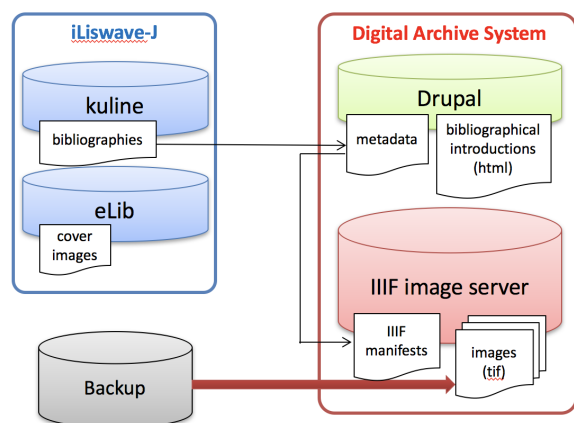 iLiswave-J
kuline
bibliographies
eLib
cover
images
Backup
Digital Archive System
Drupal
metadata
bibliographical
introductions
(html)
IIIF image server
IIIF
manifests
images
(tif)